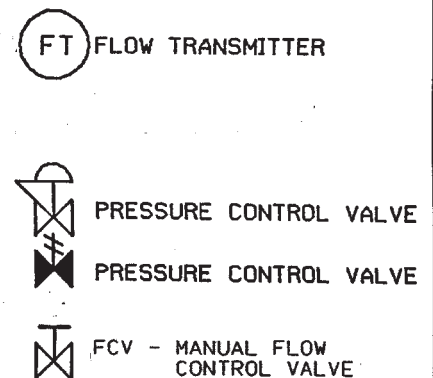 FT FLOW TRANSMITTER
PRESSURE CONTROL VALVE
PRESSURE CONTROL VALVE
FCV - MANUAL FLOW
CONTROL VALVE